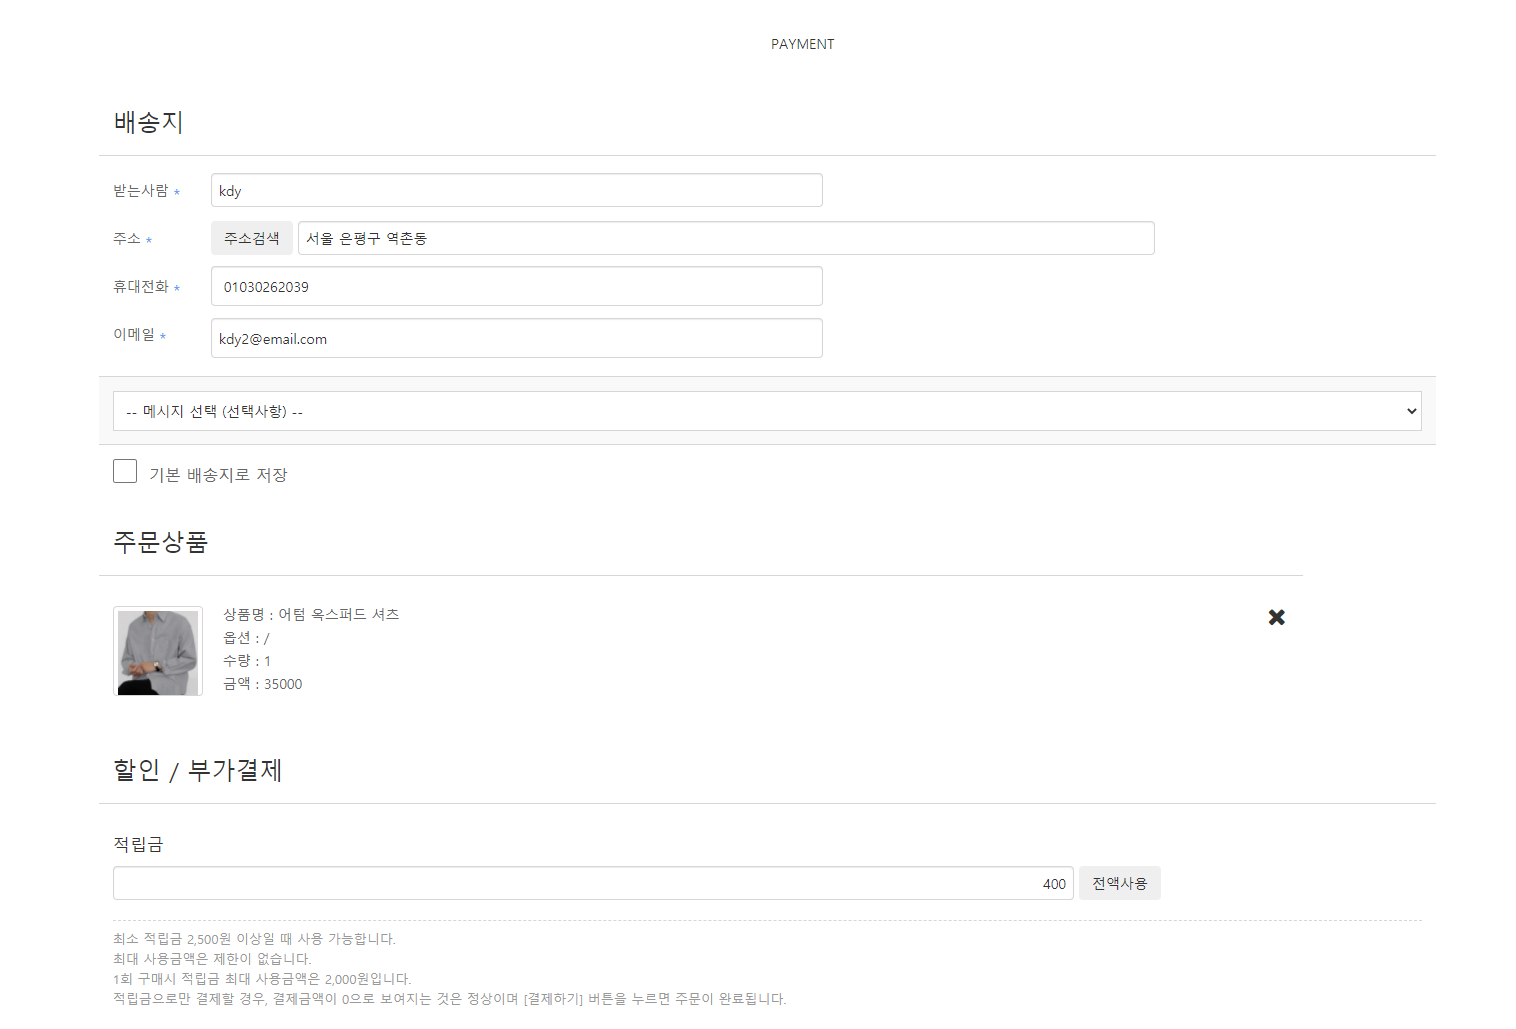 PAYMENT
배송지
받는사람 *
kdy
주소 *
주소검색
서울 은평구 역촌동
휴대전화 *
01030262039
이메일 *
kdy2@email.com
-- 메시지 선택 (선택사항) --
기본 배송지로 저장
주문상품
상품명 : 어텀 옥스퍼드 셔츠
옵션 : /
수량 : 1
금액 : 35000
할인 / 부가결제
적립금
400
전액사용
최소 적립금 2,500원 이상일 때 사용 가능합니다.
최대 사용금액은 제한이 없습니다.
1회 구매시 적립금 최대 사용금액은 2,000원입니다.
적립금으로만 결제할 경우, 결제금액이 0으로 보여지는 것은 정상이며 [결제하기] 버튼을 누르면 주문이 완료됩니다.